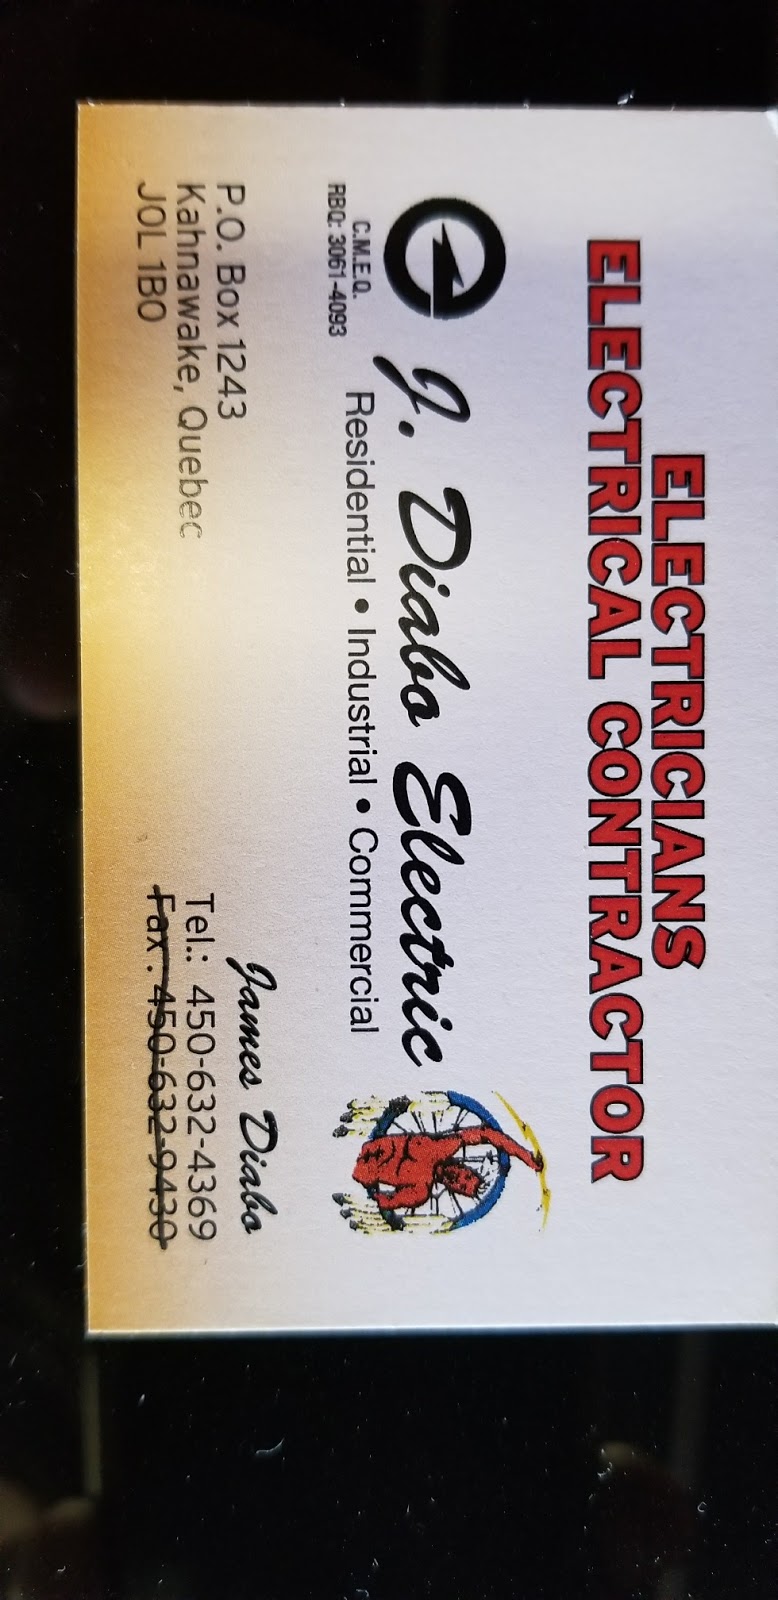 ELECTRICIANS
ELECTRICAL CONTRACTOR
J. Diabo Electric
C.M.E.Q.
RBQ: 3061-4093
Residential • Industrial • Commercial
James Diabo
P.O. Box 1243
Kahnawake, Quebec
J0L 1B0
Tel.: 450-632-4369
Fax : 450-632-9430